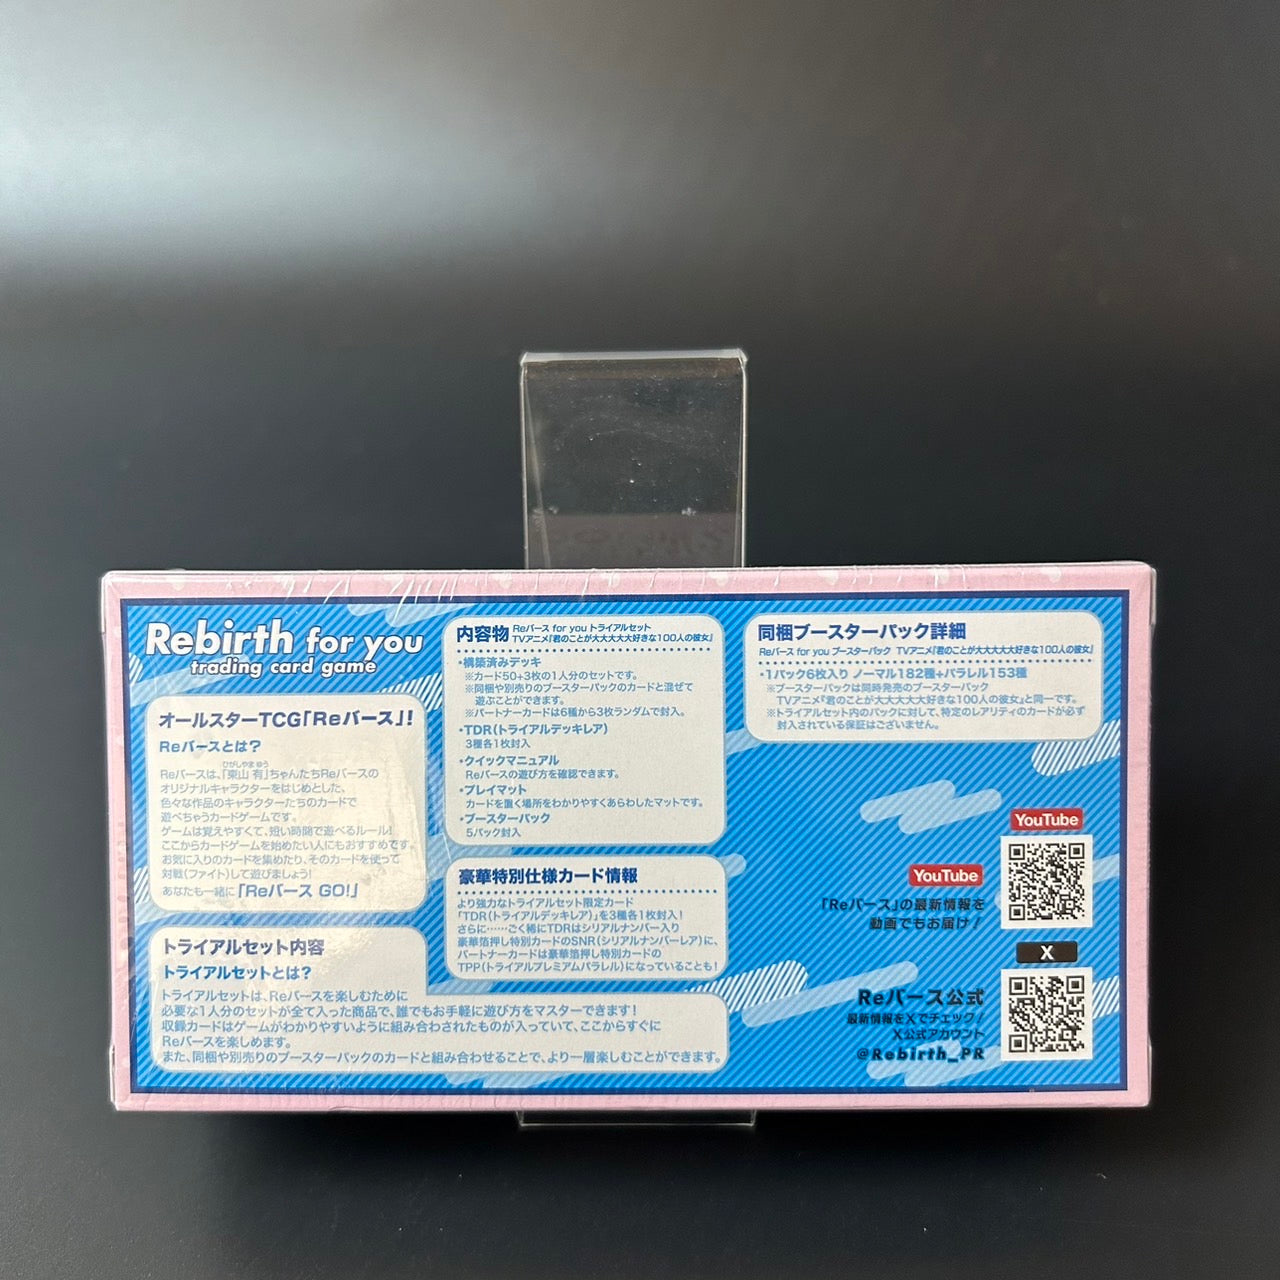 Rebirth for you
trading card game
オールスターTCG「Reバース」!
Reバースとは?
ひがしやま ゆう
Reバースは、「東山 有」ちゃんたちReバースの
オリジナルキャラクターをはじめとした、
色々な作品のキャラクターたちのカードで
遊べちゃうカードゲームです。
ゲームは覚えやすくて、短い時間で遊べるルール!
ここからカードゲームを始めたい人にもおすすめです。
お気に入りのカードを集めたり、そのカードを使って
対戦(ファイト)して遊びましょう!
あなたも一緒に「Reバース GO!」
トライアルセット内容
トライアルセットとは?
トライアルセットは、Reバースを楽しむために
必要な1人分のセットが全て入った商品で、誰でもお手軽に遊び方をマスターできます!
収録カードはゲームがわかりやすいように組み合わされたものが入っていて、ここからすぐに
Reバースを楽しめます。
また、同梱や別売りのブースターパックのカードと組み合わせることで、より一層楽しむことができます。
内容物 Reバース for you トライアルセット
TVアニメ『君のことが大大大大大好きな100人の彼女』
・構築済みデッキ
※カード50+3枚の1人分のセットです。
※同梱や別売りのブースターパックのカードと混ぜて
遊ぶことができます。
※パートナーカードは6種から3枚ランダムで封入。
・TDR(トライアルデッキレア)
3種各1枚封入
・クイックマニュアル
Reバースの遊び方を確認できます。
・プレイマット
カードを置く場所をわかりやすくあらわしたマットです。
・ブースターパック
5パック封入
豪華特別仕様カード情報
より強力なトライアルセット限定カード
「TDR(トライアルデッキレア)」を3種各1枚封入!
さらに……ごく稀にTDRはシリアルナンバー入り
豪華箔押し特別カードのSNR(シリアルナンバーレア)に、
パートナーカードは豪華箔押し特別カードの
TPP(トライアルプレミアムパラレル)になっていることも!
同梱ブースターパック詳細
Reバース for you ブースターパック TVアニメ『君のことが大大大大大好きな100人の彼女』
・1パック6枚入り ノーマル182種+パラレル153種
※ブースターパックは同時発売のブースターパック
TVアニメ『君のことが大大大大大好きな100人の彼女』と同一です。
※トライアルセット内のパックに対して、特定のレアリティのカードが必ず
封入されている保証はございません。
YouTube
YouTube
「Reバース」の最新情報を
動画でもお届け!
X
Reバース公式
最新情報をXでチェック!
X公式アカウント
@Rebirth_PR